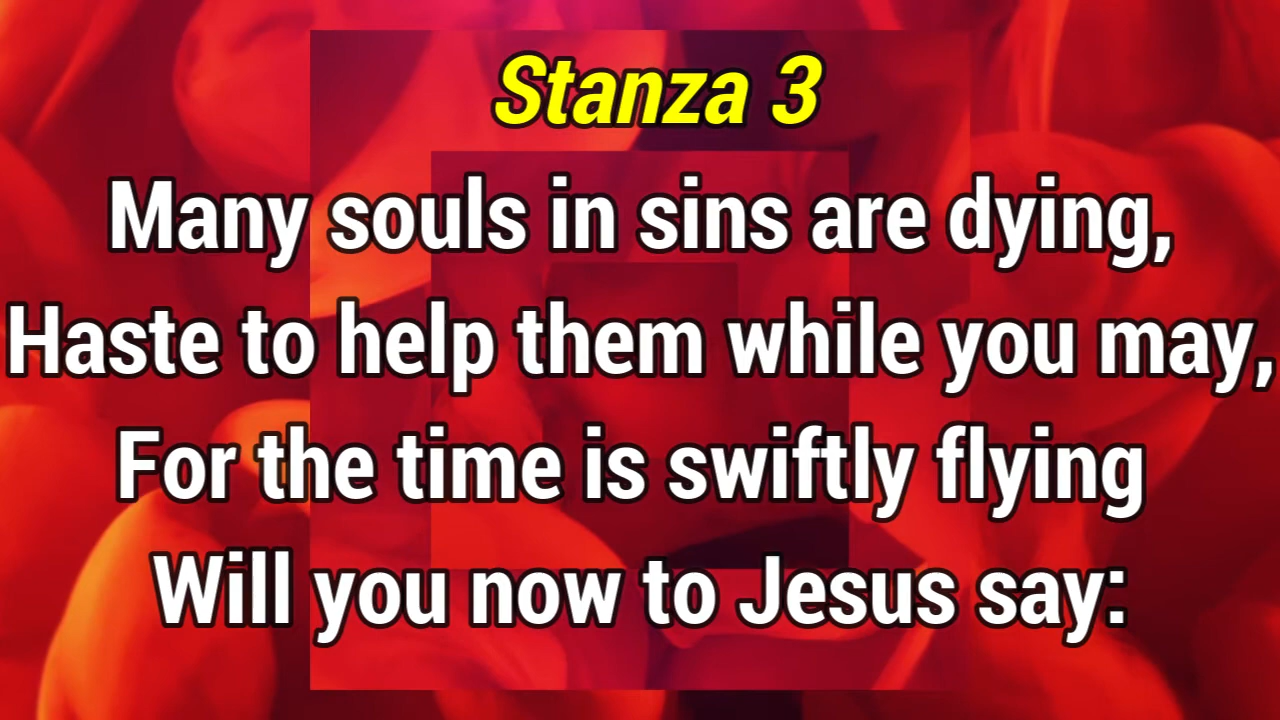 Stanza 3
Many souls in sins are dying,
Haste to help them while you may,
For the time is swiftly flying
Will you now to Jesus say: